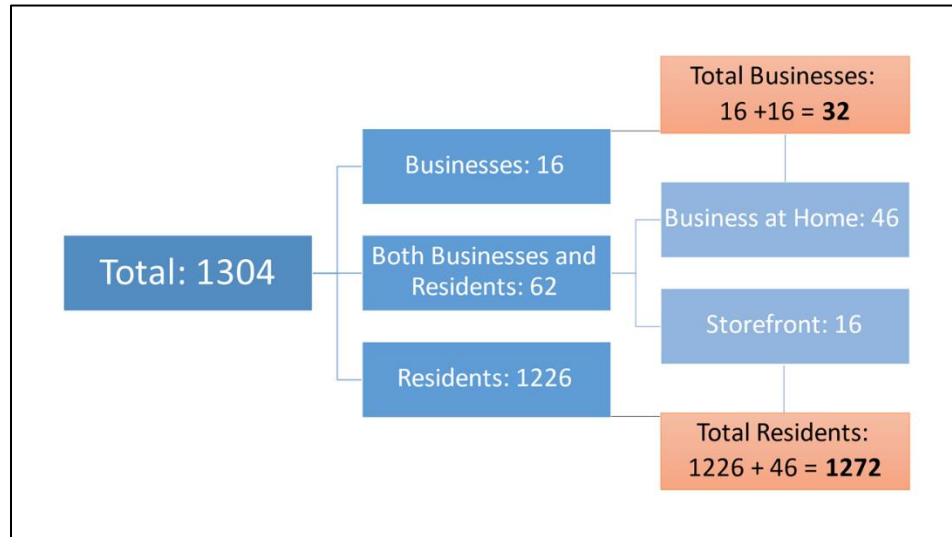 Total: 1304
Businesses: 16
Both Businesses and
Residents: 62
Residents: 1226
Total Businesses:
16 +16 = 32
Business at Home: 46
Storefront: 16
Total Residents:
1226 + 46 = 1272